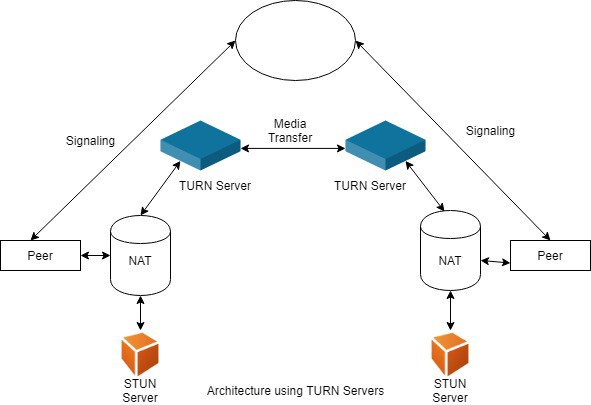 Media
Transfer
Signaling
Signaling
TURN Server
TURN Server
Peer
NAT
NAT
Peer
STUN
Server
Architecture using TURN Servers
STUN
Server